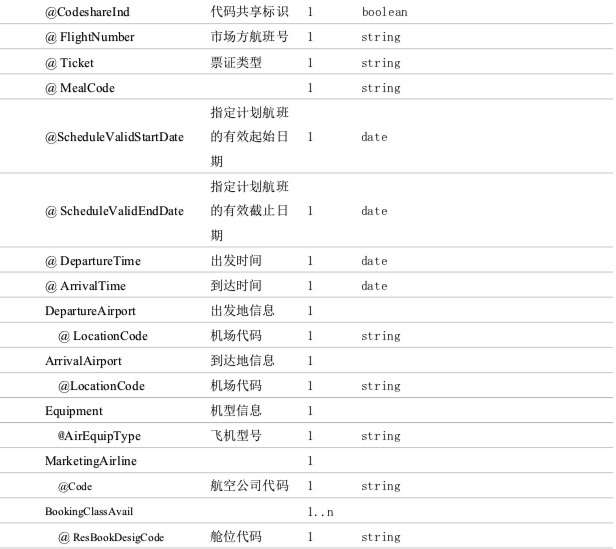 @CodeshareInd 代码共享标识 1 boolean
@ FlightNumber 市场方航班号 1 string
@ Ticket 票证类型 1 string
@ MealCode 1 string
指定计划航班
@ScheduleValidStartDate 的有效起始日 1 date
期
指定计划航班
@ ScheduleValidEndDate 的有效截止日 1 date
期
@ DepartureTime 出发时间 1 date
@ ArrivalTime 到达时间 1 date
DepartureAirport 出发地信息 1
@ LocationCode 机场代码 1 string
ArrivalAirport 到达地信息 1
@LocationCode 机场代码 1 string
Equipment 机型信息 1
@AirEquipType 飞机型号 1 string
MarketingAirline 1
@Code 航空公司代码 1 string
BookingClassAvail 1..n
@ ResBookDesigCode 舱位代码 1 string